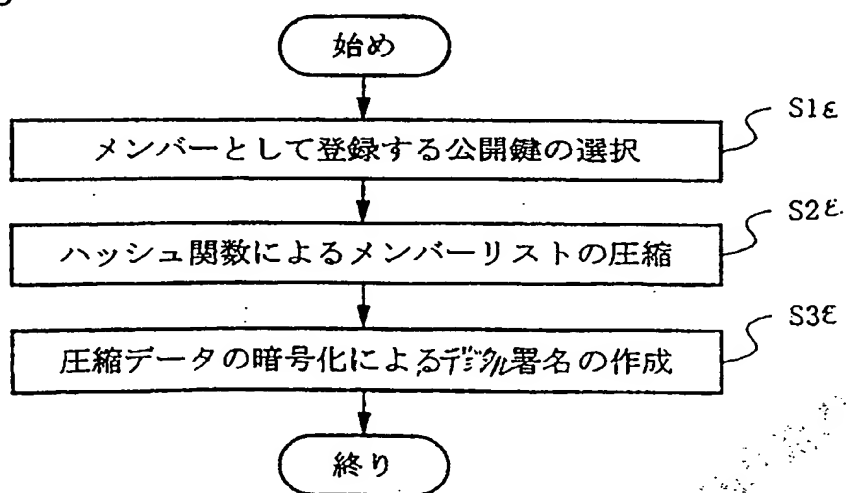 始め
S1ε
メンバーとして登録する公開鍵の選択
S2ε
ハッシュ関数によるメンバーリストの圧縮
S3ε
圧縮データの暗号化によるデジタル署名の作成
終り